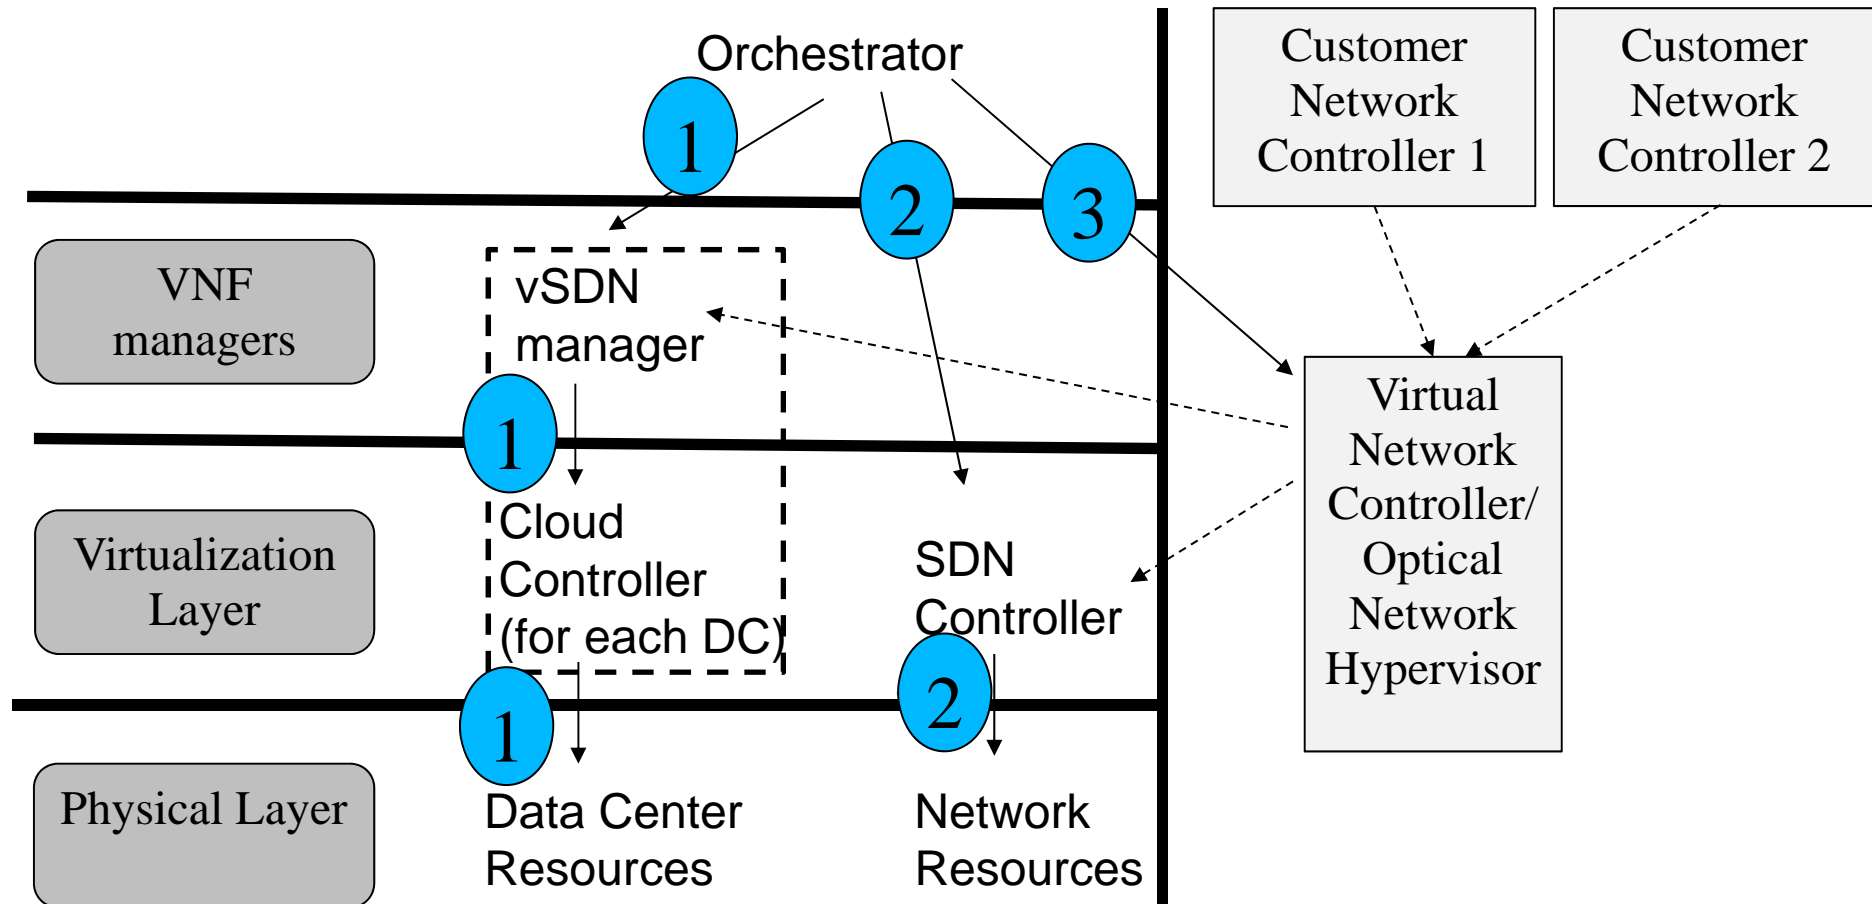 Orchestrator
1
2
3
Customer
Network
Controller 1
Customer
Network
Controller 2
VNF
managers
vSDN
manager
1
Virtual
Network
Controller/
Optical
Network
Hypervisor
Virtualization
Layer
Cloud
Controller
(for each DC)
SDN
Controller
1
2
Physical Layer
Data Center
Resources
Network
Resources